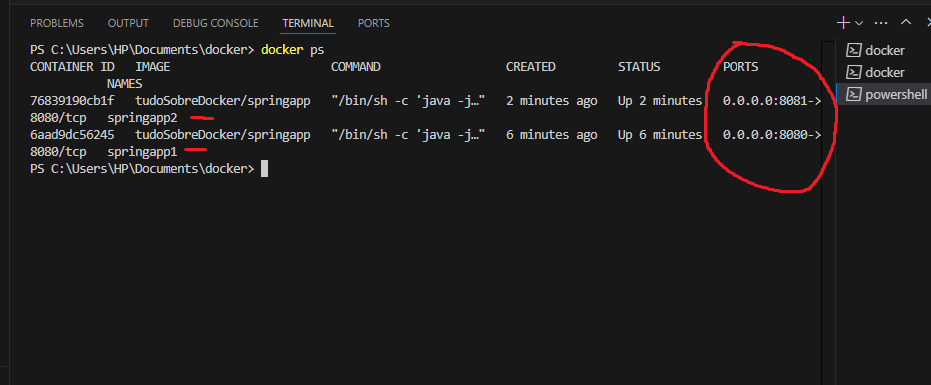 PROBLEMS OUTPUT DEBUG CONSOLE TERMINAL PORTS
PS C:\Users\HP\Documents\docker> docker ps
CONTAINER ID IMAGE COMMAND CREATED STATUS PORTS
NAMES
76839190cb1f tudoSobreDocker/springapp "/bin/sh -c 'java -j…" 2 minutes ago Up 2 minutes 0.0.0.0:8081->
8080/tcp springapp2
6aad9dc56245 tudoSobreDocker/springapp "/bin/sh -c 'java -j…" 6 minutes ago Up 6 minutes 0.0.0.0:8080->
8080/tcp springapp1
PS C:\Users\HP\Documents\docker>
docker
docker
powershell